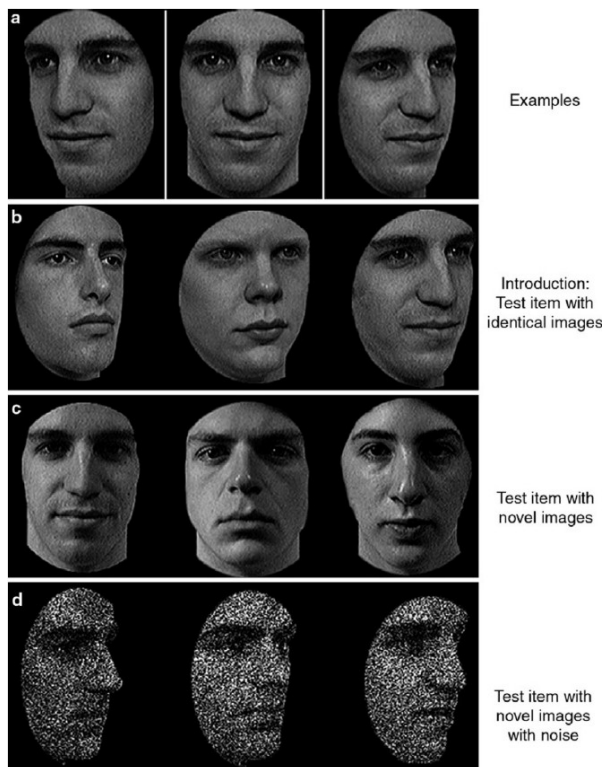 a
Examples
b
Introduction:
Test item with
identical images
c
Test item with
novel images
d
Test item with
novel images
with noise